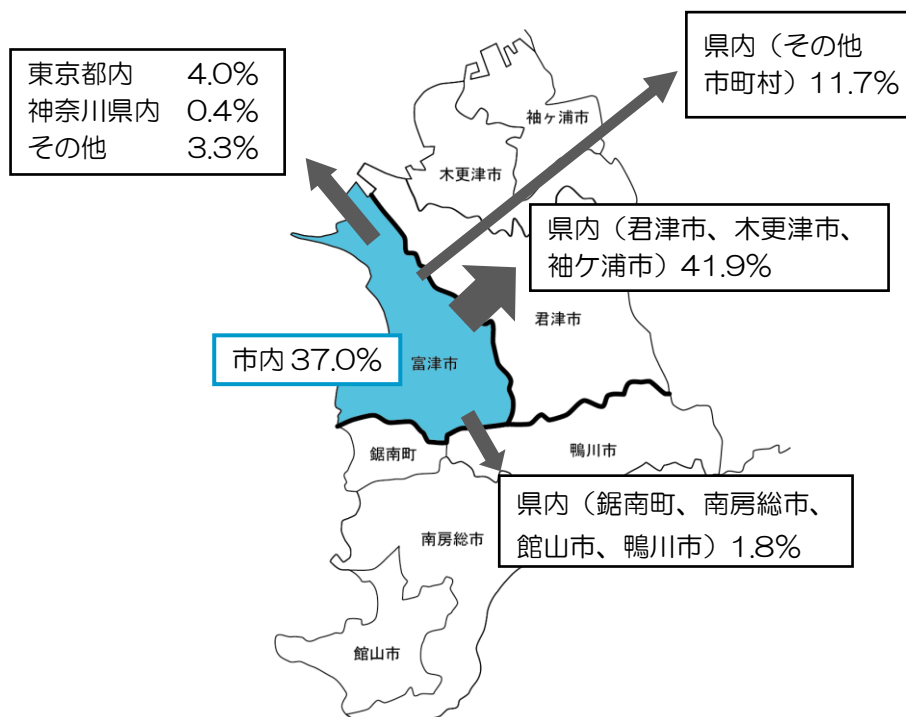 東京都内 4.0%
神奈川県内 0.4%
その他 3.3%
県内（その他
市町村）11.7%
袖ヶ浦市
木更津市
県内（君津市、木更津市、
袖ケ浦市）41.9%
君津市
市内 37.0%
富津市
鋸南町
鴨川市
県内（鋸南町、南房総市、
館山市、鴨川市）1.8%
南房総市
館山市